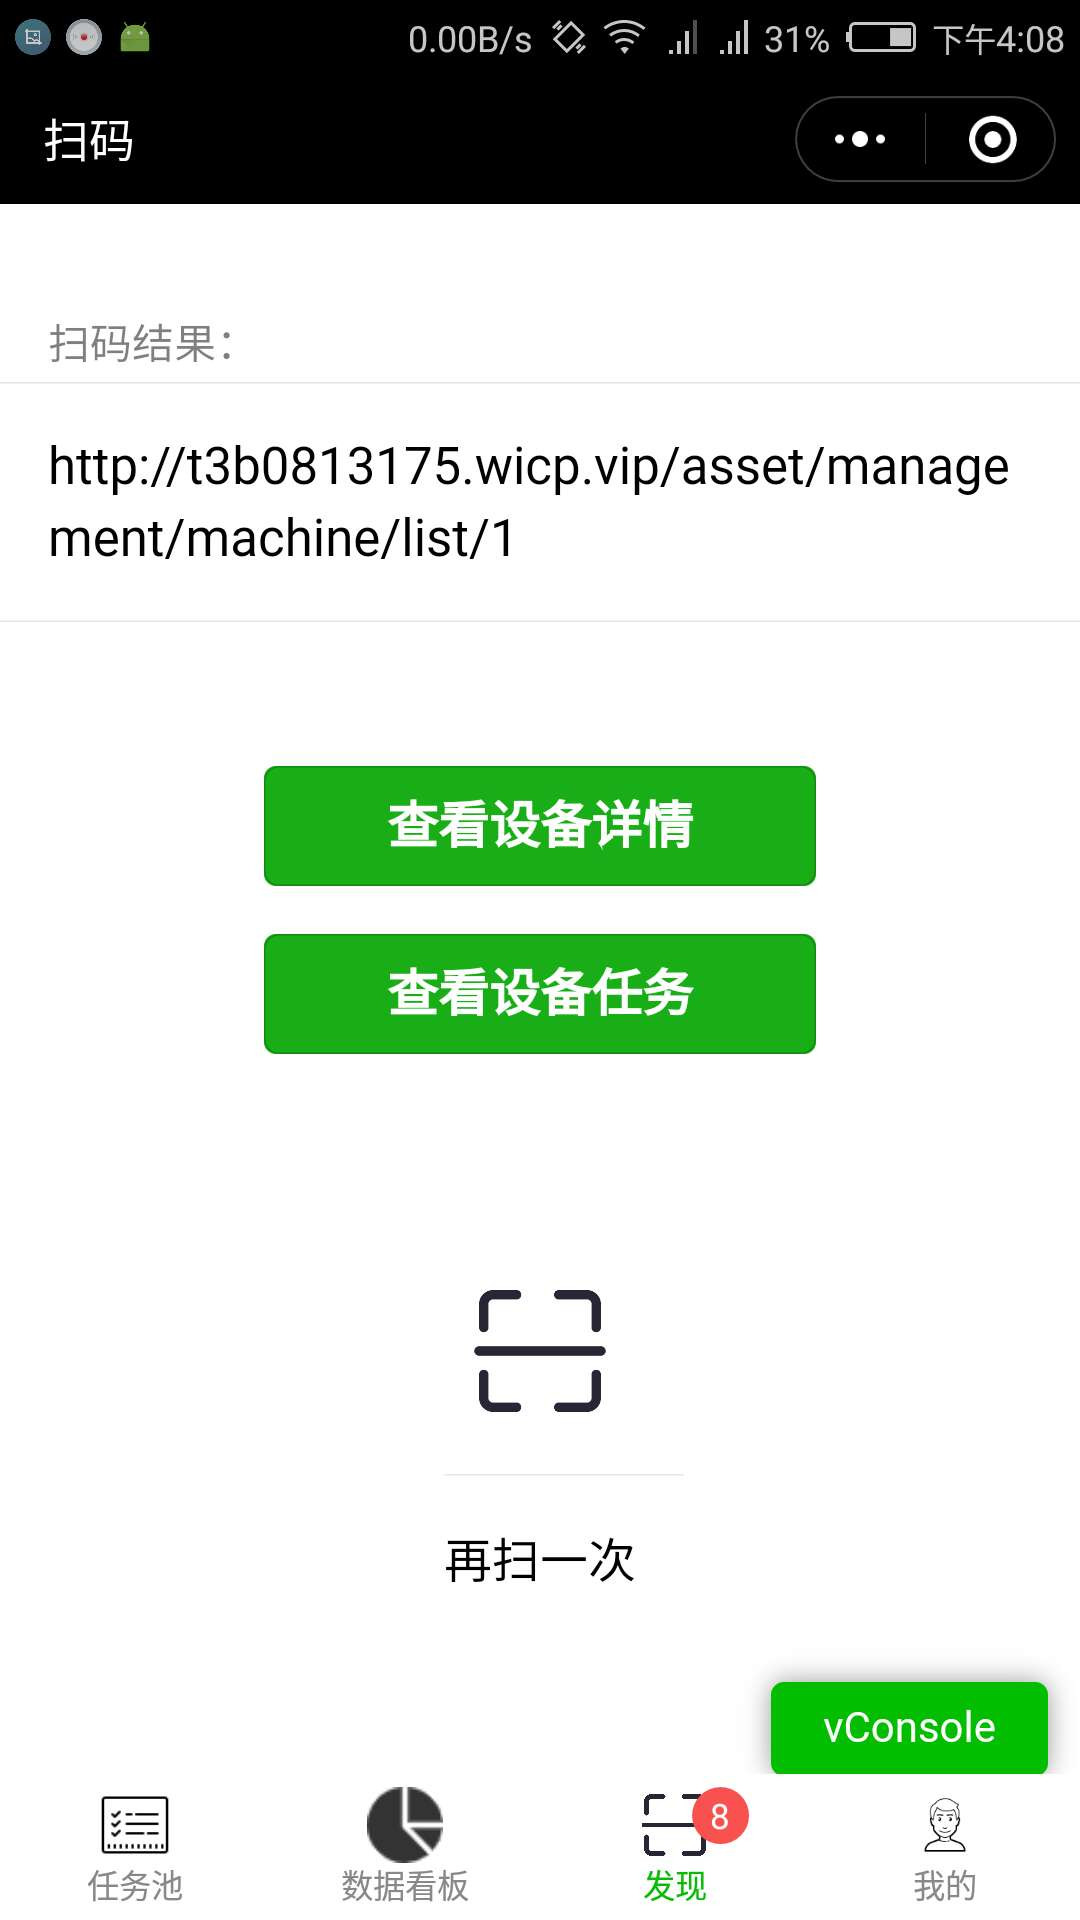 0.00B/s 31% 下午4:08
扫码
扫码结果：
http://t3b0813175.wicp.vip/asset/manage
ment/machine/list/1
查看设备详情
查看设备任务
再扫一次
vConsole
8
任务池 数据看板 发现 我的